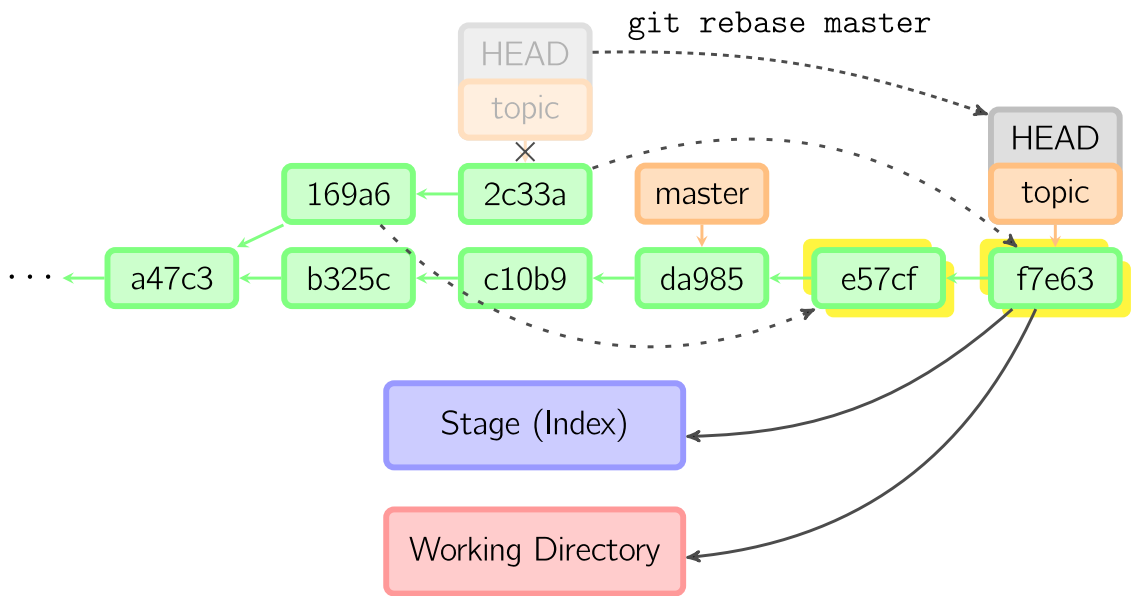 git rebase master
HEAD
topic
HEAD
topic
169a6
2c33a
master
...
a47c3
b325c
c10b9
da985
e57cf
f7e63
Stage (Index)
Working Directory